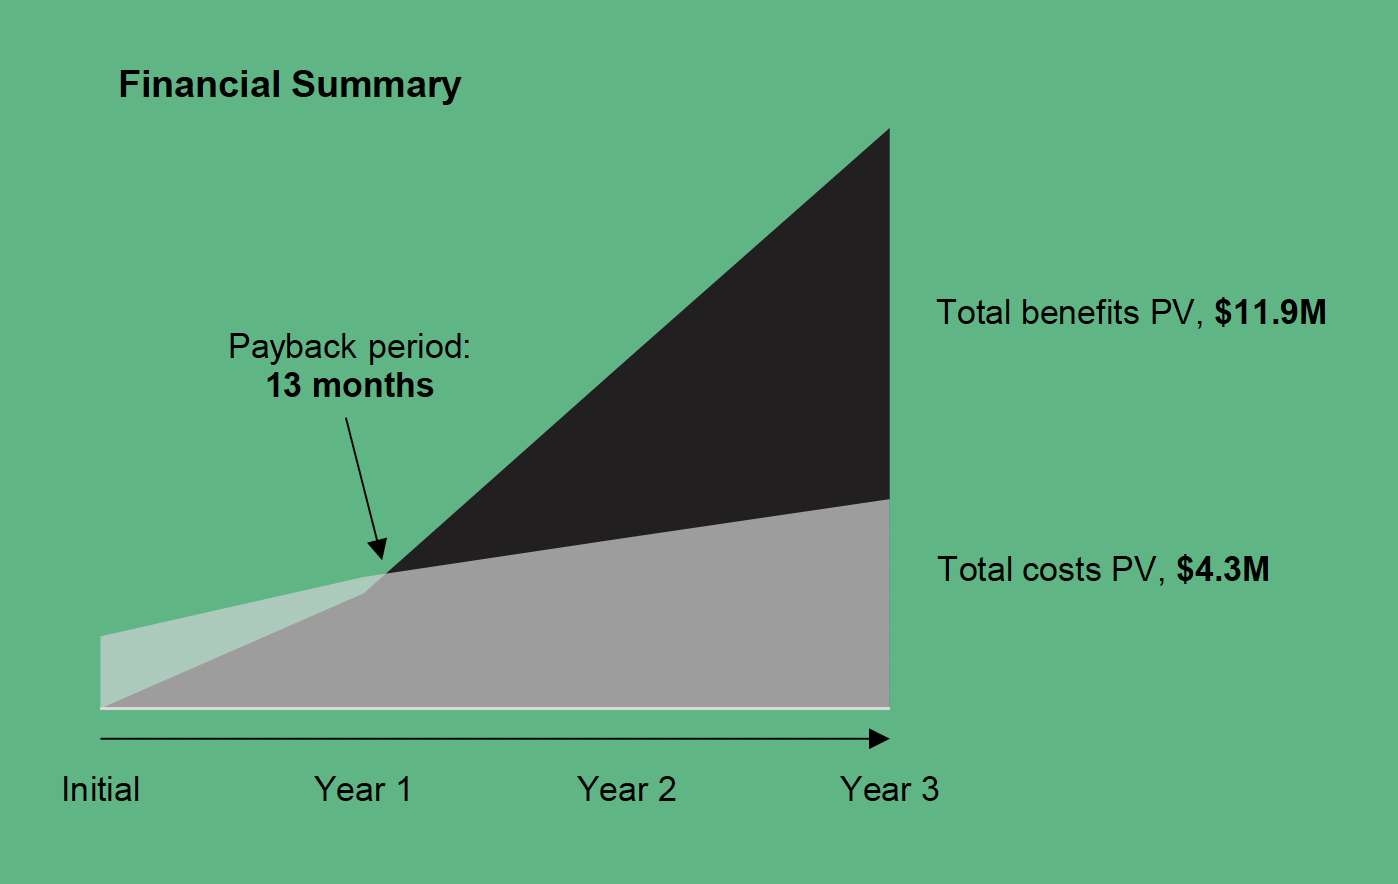 Financial Summary
Total benefits PV, $11.9M
Payback period:
13 months
Total costs PV, $4.3M
Initial
Year 1
Year 2
Year 3